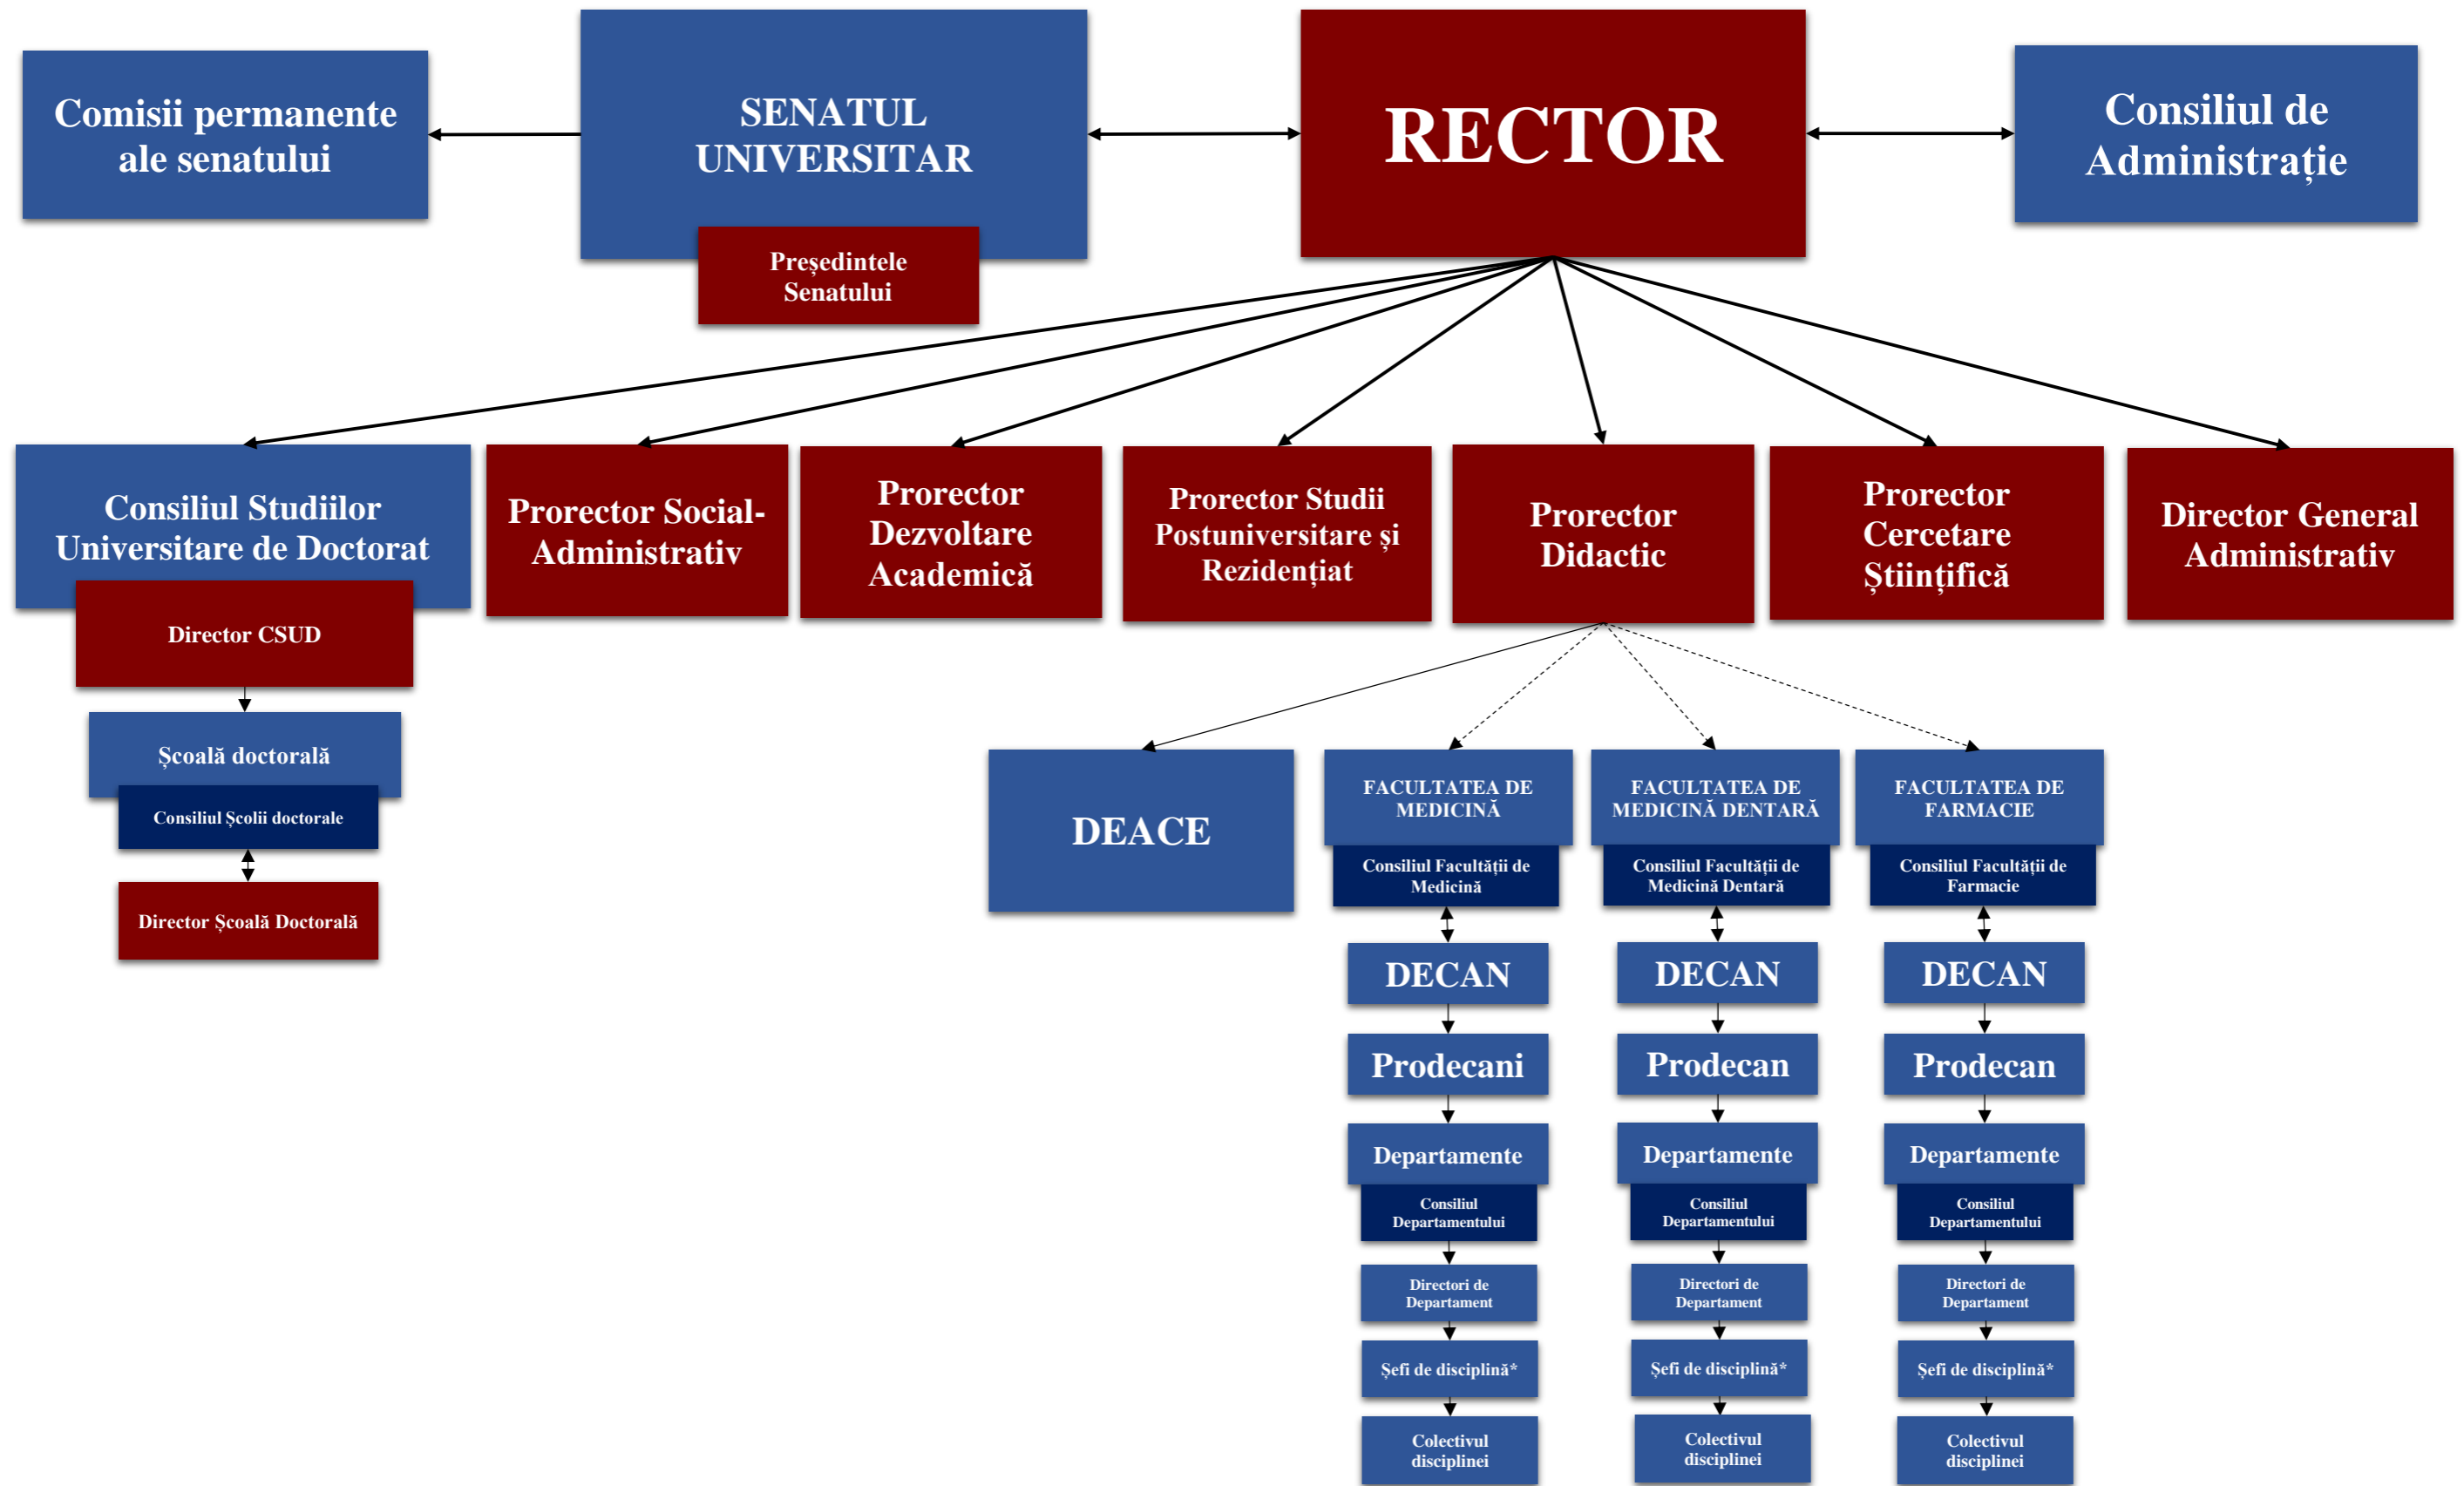 Comisii permanente
ale senatului
SENATUL
UNIVERSITAR
Președintele
Senatului
RECTOR
Consiliul de
Administrație
Consiliul Studiilor
Universitare de Doctorat
Director CSUD
Școală doctorală
Consiliul Școlii doctorale
Director Școală Doctorală
Prorector Social-
Administrativ
Prorector
Dezvoltare
Academică
Prorector Studii
Postuniversitare și
Rezidențiat
Prorector
Didactic
Prorector
Cercetare
Științifică
Director General
Administrativ
DEACE
FACULTATEA DE
MEDICINĂ
Consiliul Facultății de
Medicină
DECAN
Prodecani
Departamente
Consiliul
Departamentului
Directori de
Departament
Șefi de disciplină*
Colectivul
disciplinei
FACULTATEA DE
MEDICINĂ DENTARĂ
Consiliul Facultății de
Medicină Dentară
DECAN
Prodecan
Departamente
Consiliul
Departamentului
Directori de
Departament
Șefi de disciplină*
Colectivul
disciplinei
FACULTATEA DE
FARMACIE
Consiliul Facultății de
Farmacie
DECAN
Prodecan
Departamente
Consiliul
Departamentului
Directori de
Departament
Șefi de disciplină*
Colectivul
disciplinei